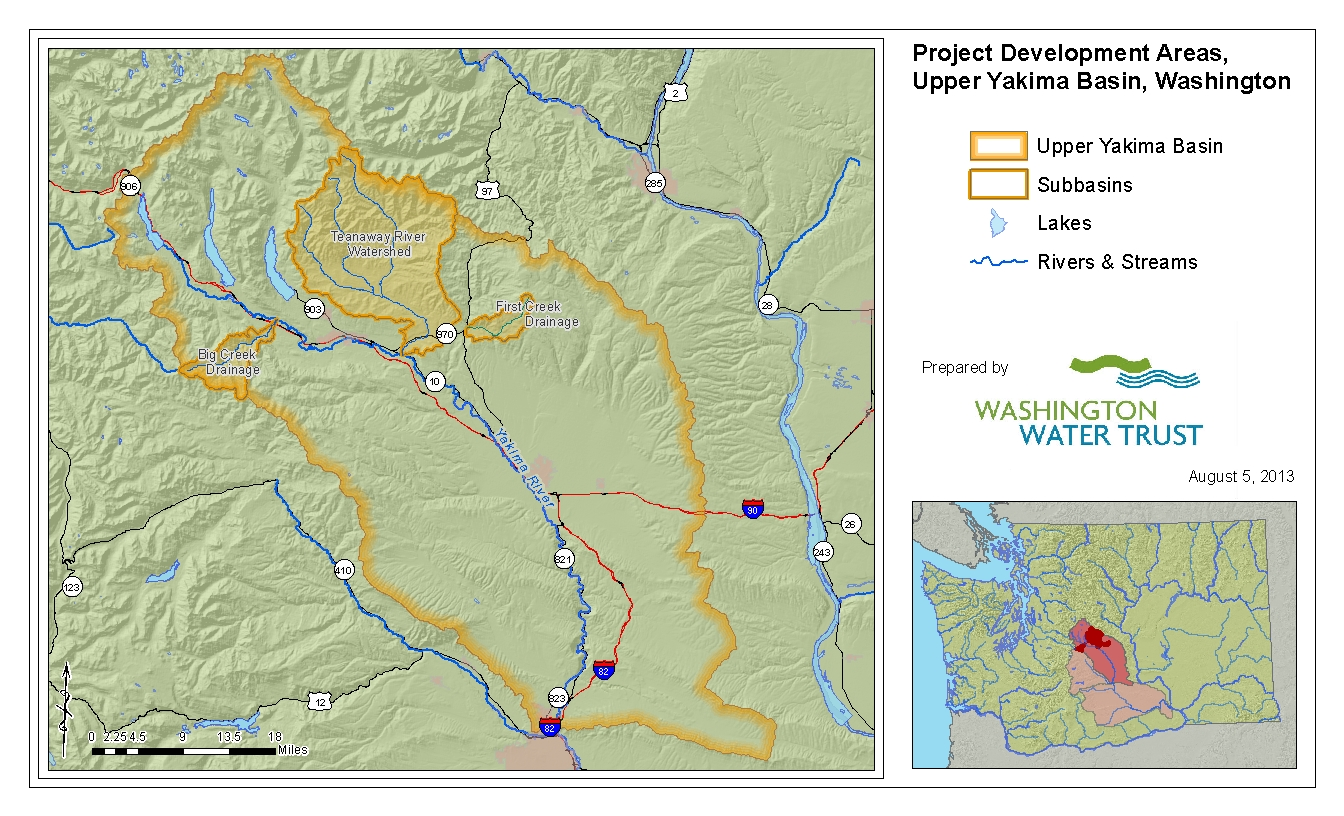 Project Development Areas,
Upper Yakima Basin, Washington
Upper Yakima Basin
Subbasins
Lakes
Rivers & Streams
Prepared by
WASHINGTON
WATER TRUST
August 5, 2013
2
906
285
97
Teanaway River
Watershed
903
28
First Creek
Drainage
970
Big Creek
Drainage
10
Yakima River
90
26
243
821
410
123
82
823
12
82
0 2.25 4.5 9 13.5 18
Miles